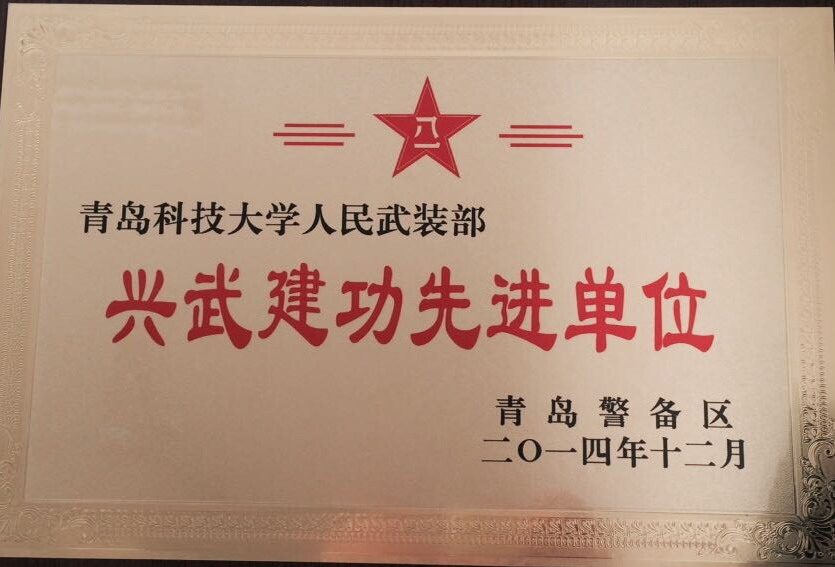 八一
青岛科技大学人民武装部
兴武建功先进单位
青岛警备区
二〇一四年十二月